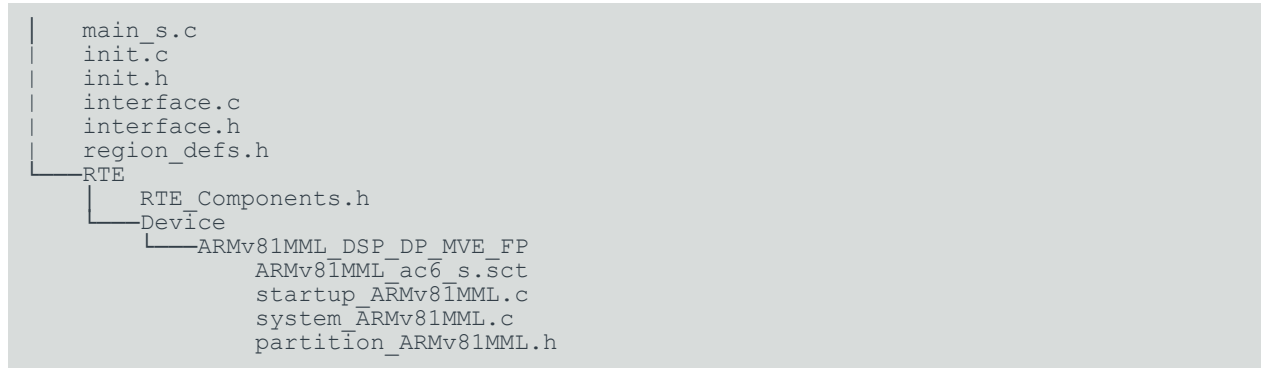 │   main_s.c
|   init.c
|   init.h
|   interface.c
|   interface.h
|   region_defs.h
└───RTE
    │   RTE_Components.h
    └───Device
        └───ARMv81MML_DSP_DP_MVE_FP
                ARMv81MML_ac6_s.sct
                startup_ARMv81MML.c
                system_ARMv81MML.c
                partition_ARMv81MML.h